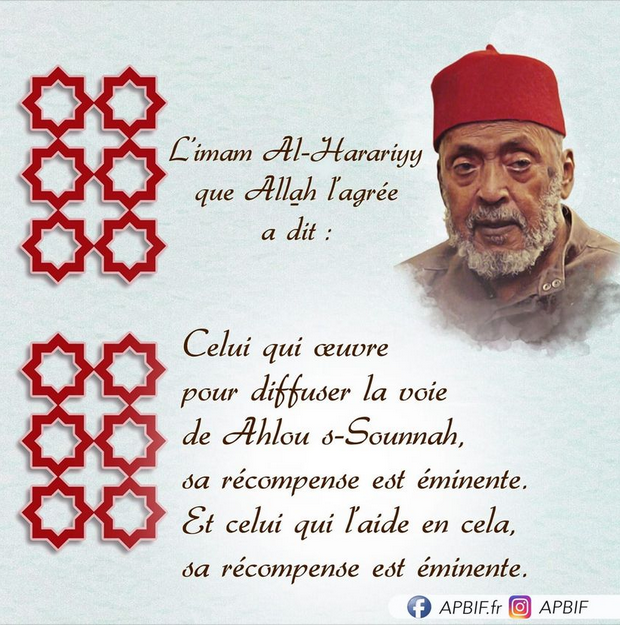 L'imam Al-Harariyy
que Allah l'agrée
a dit :
Celui qui œuvre
pour diffuser la voie
de Ahlou s-Sounnah,
sa récompense est éminente.
Et celui qui l'aide en cela,
sa récompense est éminente.
APBIF.fr APBIF